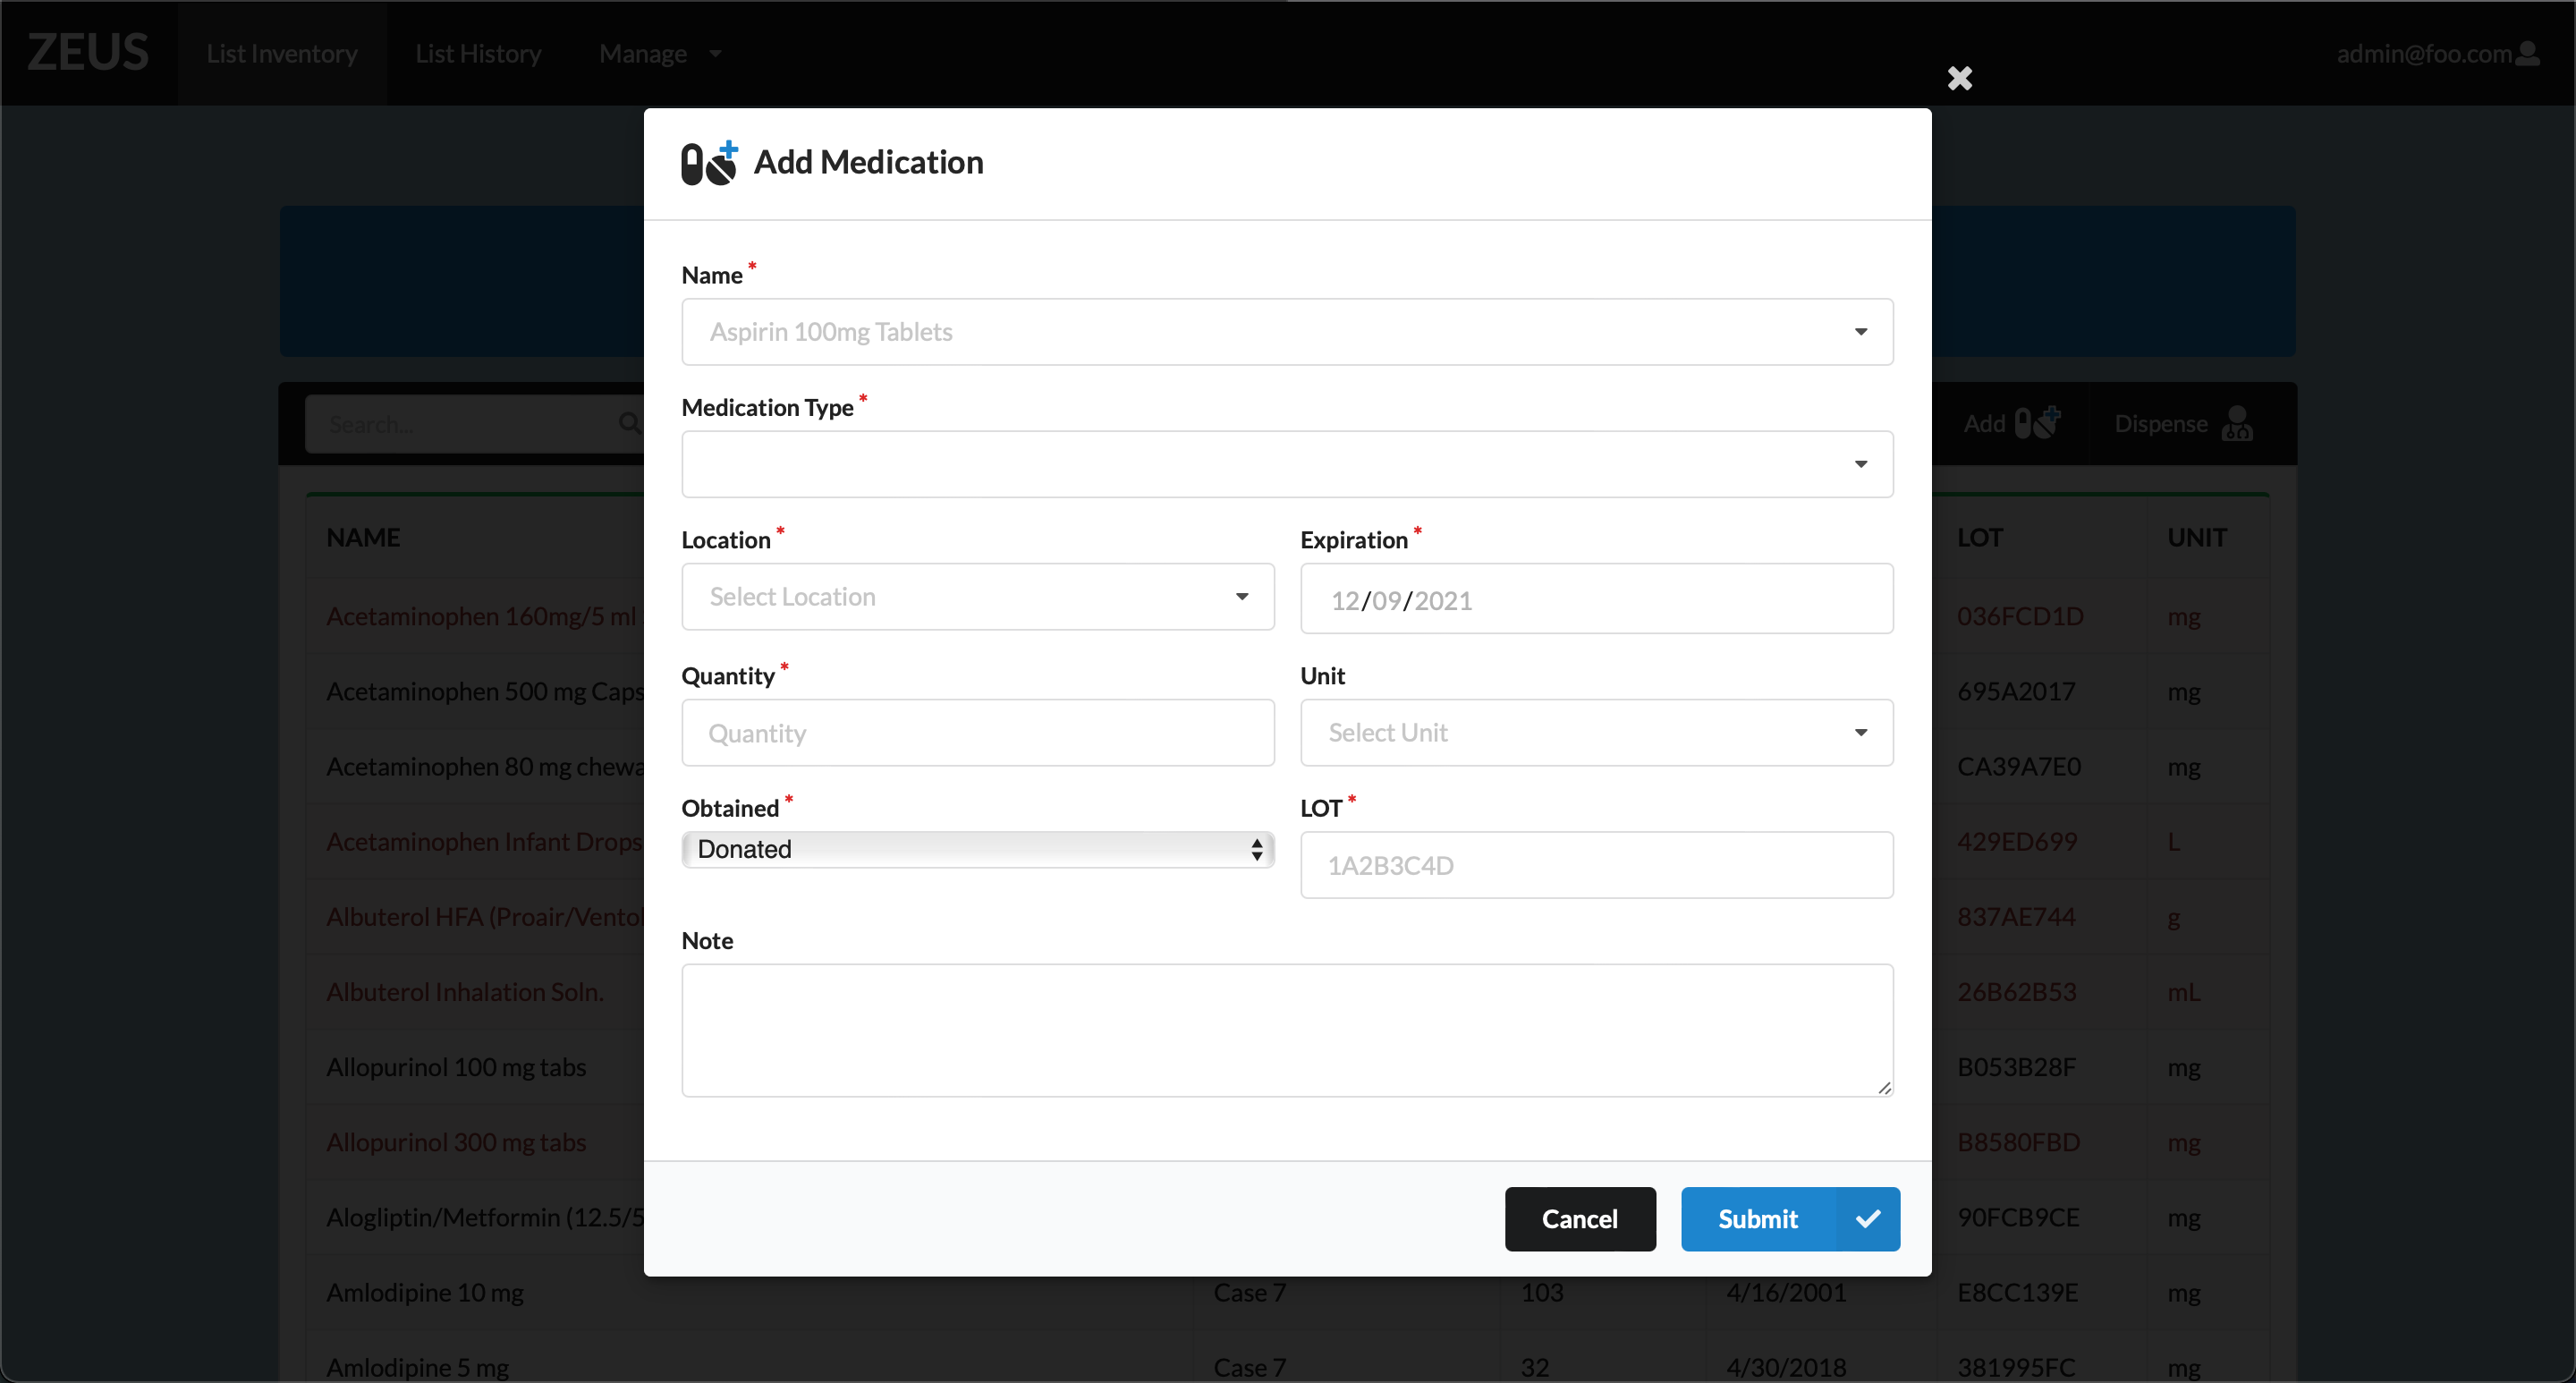 ZEUS List Inventory List History Manage admin@foo.com
Add Medication
Name *
Aspirin 100mg Tablets
Medication Type *
Search... Add Dispense
Location * Expiration *
Select Location 12/09/2021
Quantity * Unit
Quantity Select Unit
Obtained * LOT *
Donated 1A2B3C4D
Note
Cancel Submit
NAME LOT UNIT
Acetaminophen 160mg/5 ml 036FCD1D mg
Acetaminophen 500 mg Caps 695A2017 mg
Acetaminophen 80 mg chewa CA39A7E0 mg
Acetaminophen Infant Drops 429ED699 L
Albuterol HFA (Proair/Ventol 837AE744 g
Albuterol Inhalation Soln. 26B62B53 mL
Allopurinol 100 mg tabs B053B28F mg
Allopurinol 300 mg tabs B8580FBD mg
Alogliptin/Metformin (12.5/5 90FCB9CE mg
Amlodipine 10 mg Case 7 103 4/16/2001 E8CC139E mg
Amlodipine 5 mg Case 7 32 4/30/2018 381995FC mg